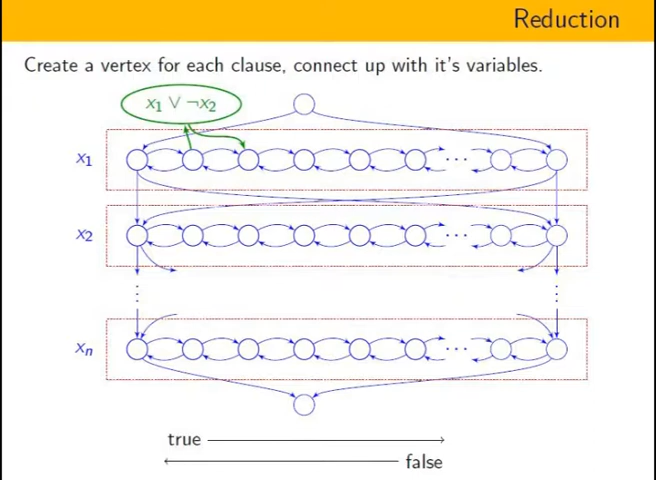 Reduction
Create a vertex for each clause, connect up with it's variables.
x₁ ∨ ¬x₂
x₁
···
x₂
···
⋮ ⋮
xₙ
···
true
false